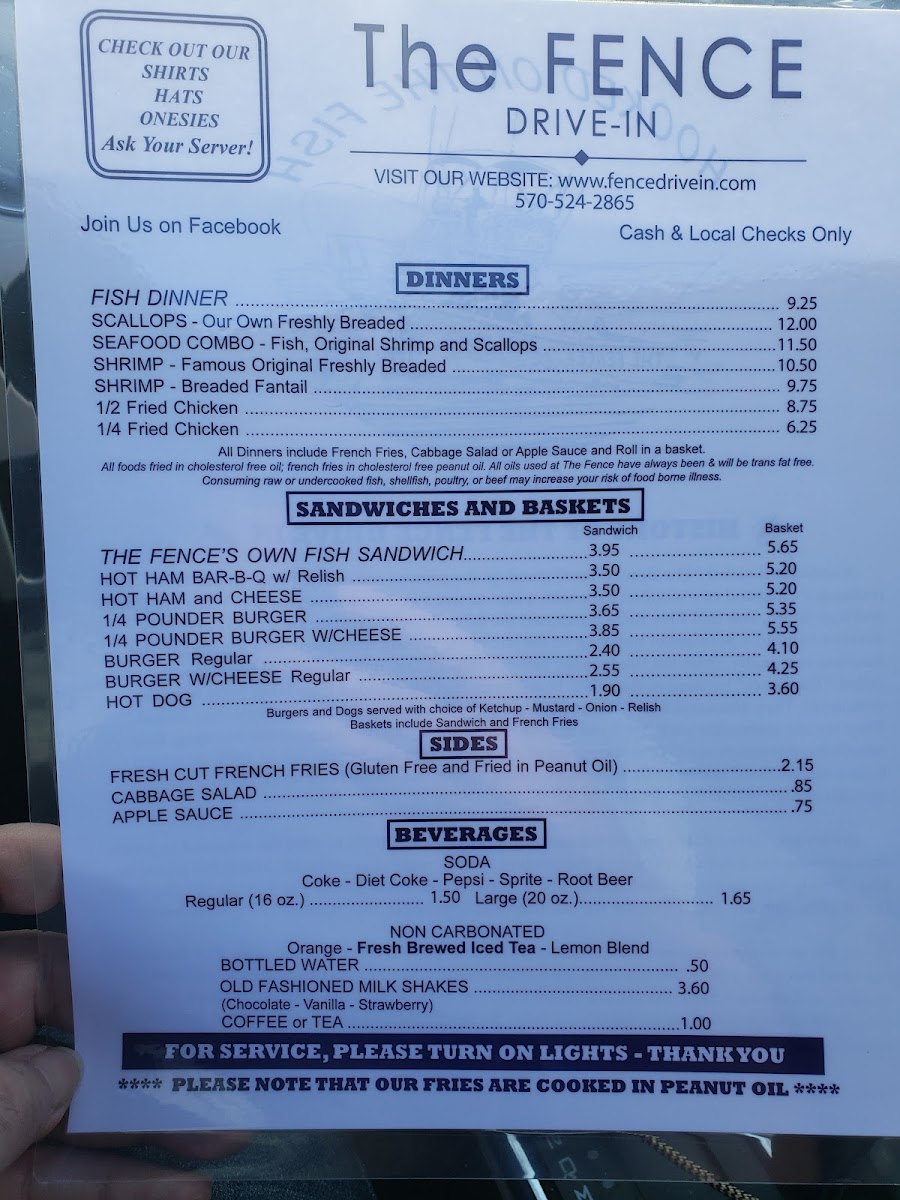 CHECK OUT OUR
SHIRTS
HATS
ONESIES
Ask Your Server!
The FENCE
DRIVE-IN
VISIT OUR WEBSITE: www.fencedrivein.com
570-524-2865
Join Us on Facebook
Cash & Local Checks Only
DINNERS
FISH DINNER 9.25
SCALLOPS - Our Own Freshly Breaded 12.00
SEAFOOD COMBO - Fish, Original Shrimp and Scallops 11.50
SHRIMP - Famous Original Freshly Breaded 10.50
SHRIMP - Breaded Fantail 9.75
1/2 Fried Chicken 8.75
1/4 Fried Chicken 6.25
All Dinners include French Fries, Cabbage Salad or Apple Sauce and Roll in a basket.
All foods fried in cholesterol free oil; french fries in cholesterol free peanut oil. All oils used at The Fence have always been & will be trans fat free.
Consuming raw or undercooked fish, shellfish, poultry, or beef may increase your risk of food borne illness.
SANDWICHES AND BASKETS
Sandwich Basket
THE FENCE'S OWN FISH SANDWICH 3.95 5.65
HOT HAM BAR-B-Q w/ Relish 3.50 5.20
HOT HAM and CHEESE 3.50 5.20
1/4 POUNDER BURGER 3.65 5.35
1/4 POUNDER BURGER W/CHEESE 3.85 5.55
BURGER Regular 2.40 4.10
BURGER W/CHEESE Regular 2.55 4.25
HOT DOG 1.90 3.60
Burgers and Dogs served with choice of Ketchup - Mustard - Onion - Relish
Baskets include Sandwich and French Fries
SIDES
FRESH CUT FRENCH FRIES (Gluten Free and Fried in Peanut Oil) 2.15
CABBAGE SALAD .85
APPLE SAUCE .75
BEVERAGES
SODA
Coke - Diet Coke - Pepsi - Sprite - Root Beer
Regular (16 oz.) 1.50 Large (20 oz.) 1.65
NON CARBONATED
Orange - Fresh Brewed Iced Tea - Lemon Blend
BOTTLED WATER .50
OLD FASHIONED MILK SHAKES 3.60
(Chocolate - Vanilla - Strawberry)
COFFEE or TEA 1.00
FOR SERVICE, PLEASE TURN ON LIGHTS - THANK YOU
**** PLEASE NOTE THAT OUR FRIES ARE COOKED IN PEANUT OIL ****